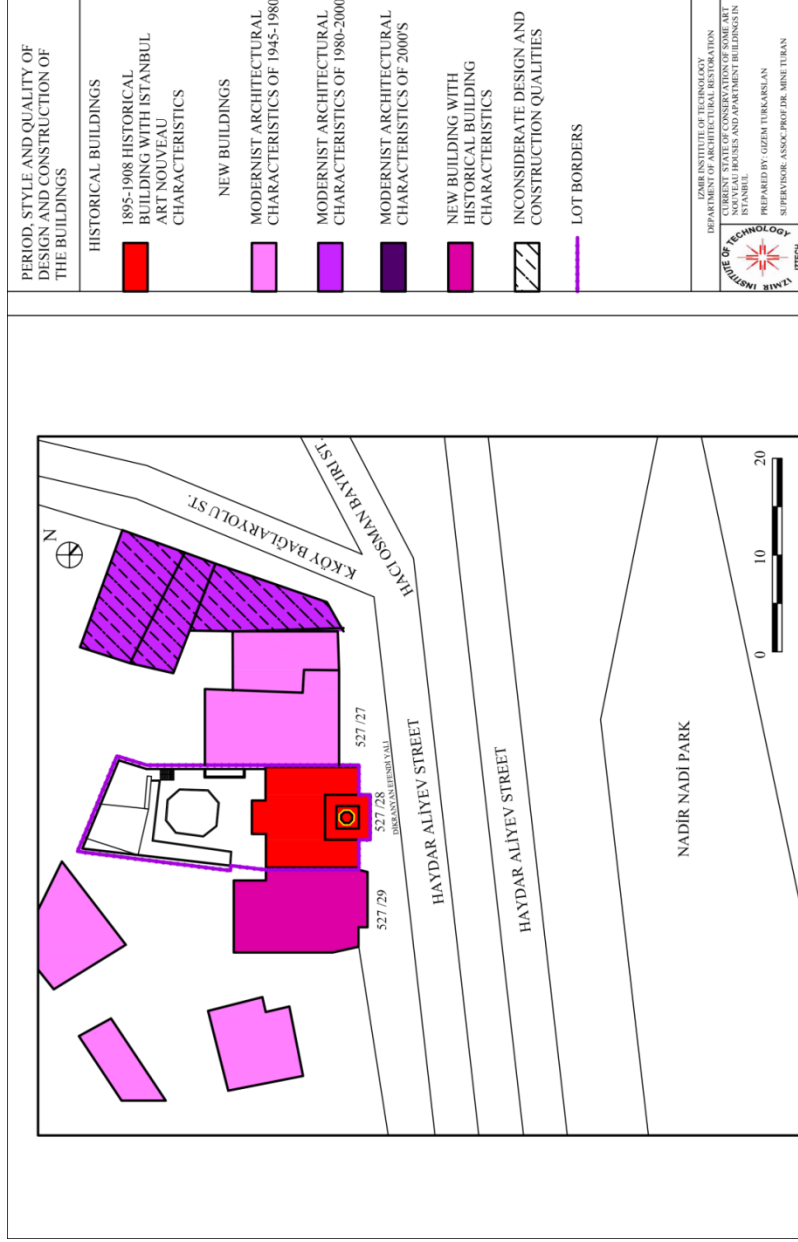 PERIOD, STYLE AND QUALITY OF
DESIGN AND CONSTRUCTION OF
THE BUILDINGS
HISTORICAL BUILDINGS
1895-1908 HISTORICAL
BUILDING WITH ISTANBUL
ART NOUVEAU
CHARACTERISTICS
NEW BUILDINGS
MODERNIST ARCHITECTURAL
CHARACTERISTICS OF 1945-1980
MODERNIST ARCHITECTURAL
CHARACTERISTICS OF 1980-2000
MODERNIST ARCHITECTURAL
CHARACTERISTICS OF 2000'S
NEW BUILDING WITH
HISTORICAL BUILDING
CHARACTERISTICS
INCONSIDERATE DESIGN AND
CONSTRUCTION QUALITIES
LOT BORDERS
IZMIR INSTITUTE OF TECHNOLOGY
DEPARTMENT OF ARCHITECTURAL RESTORATION
CURRENT STATE OF CONSERVATION OF SOME ART
NOUVEAU HOUSES AND APARTMENT BUILDINGS IN
ISTANBUL
PREPARED BY: GIZEM TURKARSLAN
SUPERVISOR: ASSOC.PROF.DR. MINE TURAN
IZMIR INSTITUTE OF TECHNOLOGY
IZTECH
N
K.KÖY BAĞLARYOLU ST.
HACI OSMAN BAYIRI ST.
527 /27
527 /28
DİKRANYAN EFENDİ YALI
527 /29
HAYDAR ALİYEV STREET
HAYDAR ALİYEV STREET
NADİR NADİ PARK
0 10 20